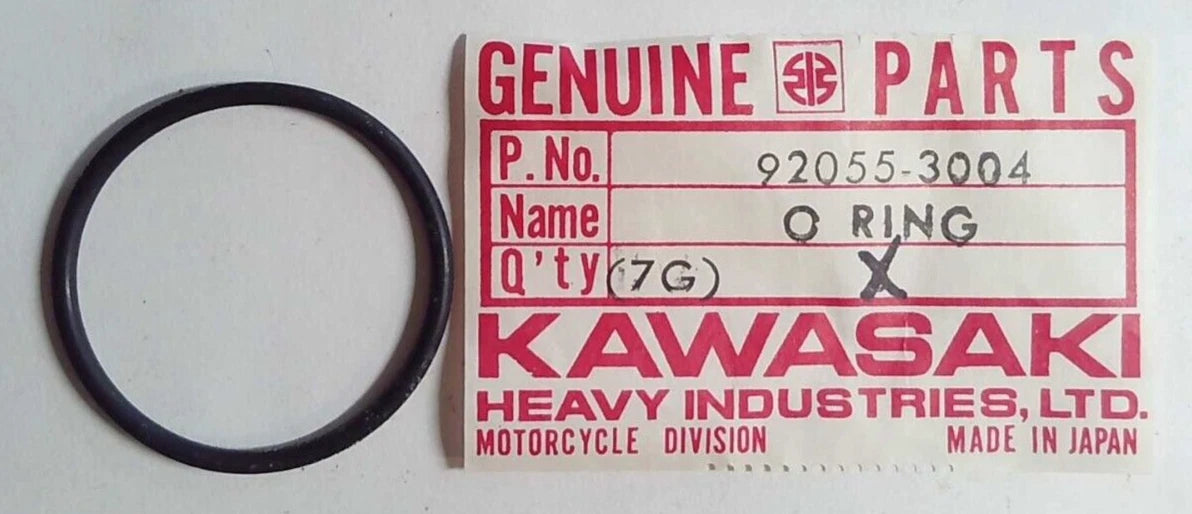 GENUINE PARTS
P. No. 92055-3004
Name O RING
Q'ty (7G) X
KAWASAKI
HEAVY INDUSTRIES, LTD.
MOTORCYCLE DIVISION MADE IN JAPAN